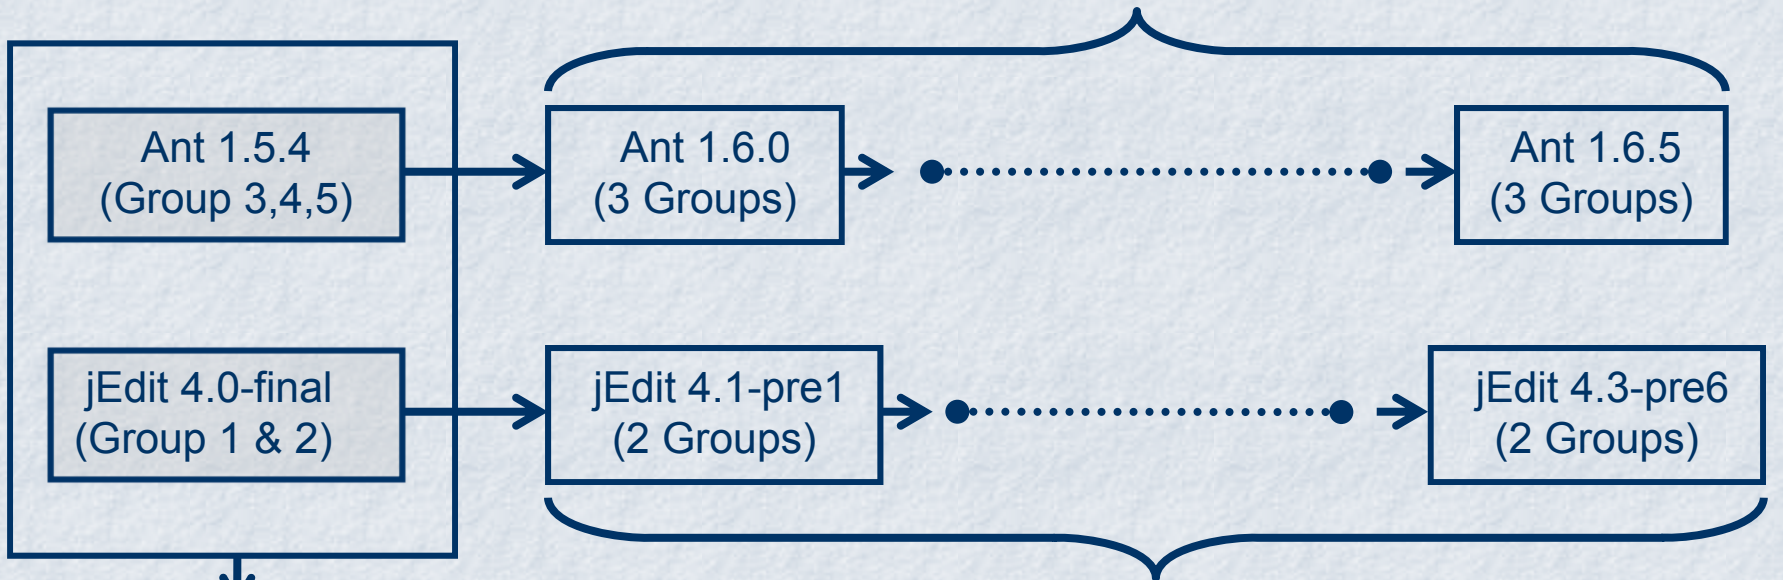 Ant 1.5.4
(Group 3,4,5)
Ant 1.6.0
(3 Groups)
Ant 1.6.5
(3 Groups)
jEdit 4.0-final
(Group 1 & 2)
jEdit 4.1-pre1
(2 Groups)
jEdit 4.3-pre6
(2 Groups)